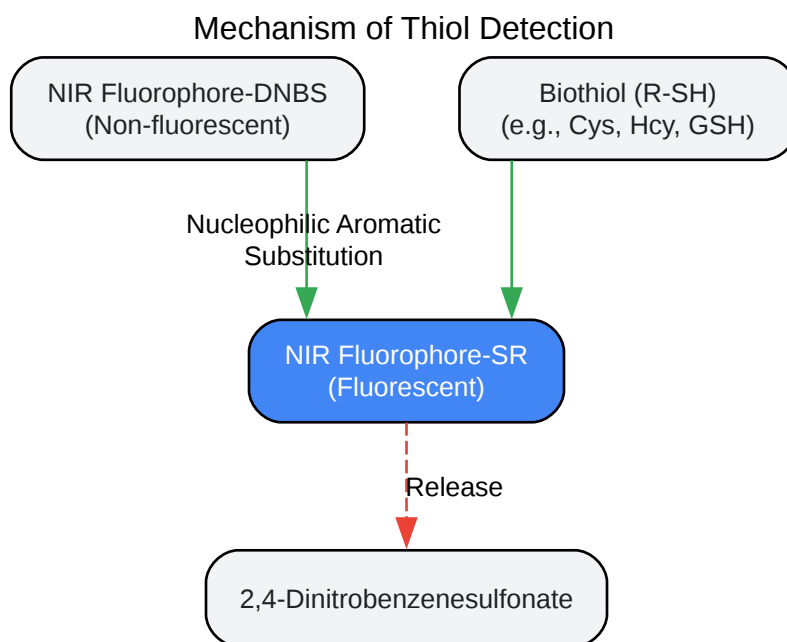 Mechanism of Thiol Detection
NIR Fluorophore-DNBS
(Non-fluorescent)
Biothiol (R-SH)
(e.g., Cys, Hcy, GSH)
Nucleophilic Aromatic
Substitution
NIR Fluorophore-SR
(Fluorescent)
Release
2,4-Dinitrobenzenesulfonate